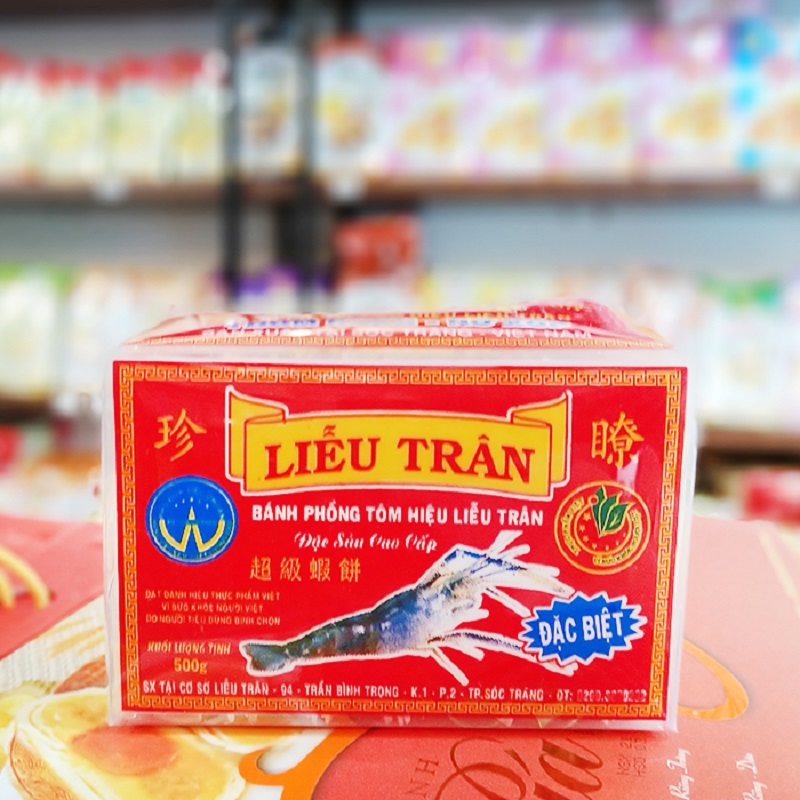 珍
瞭
LIỄU TRÂN
BÁNH PHỒNG TÔM HIỆU LIỄU TRÂN
Đặc Sản Cao Cấp
超級蝦餅
ĐẠT DANH HIỆU THỰC PHẨM VIỆT
VÌ SỨC KHỎE NGƯỜI VIỆT
DO NGƯỜI TIÊU DÙNG BÌNH CHỌN
ĐẶC BIỆT
KHỐI LƯỢNG TỊNH
500g
SX TẠI CƠ SỞ LIỄU TRÂN - 94 - TRẦN BÌNH TRỌNG - K.1 - P.2 - TP.SÓC TRĂNG - ĐT: